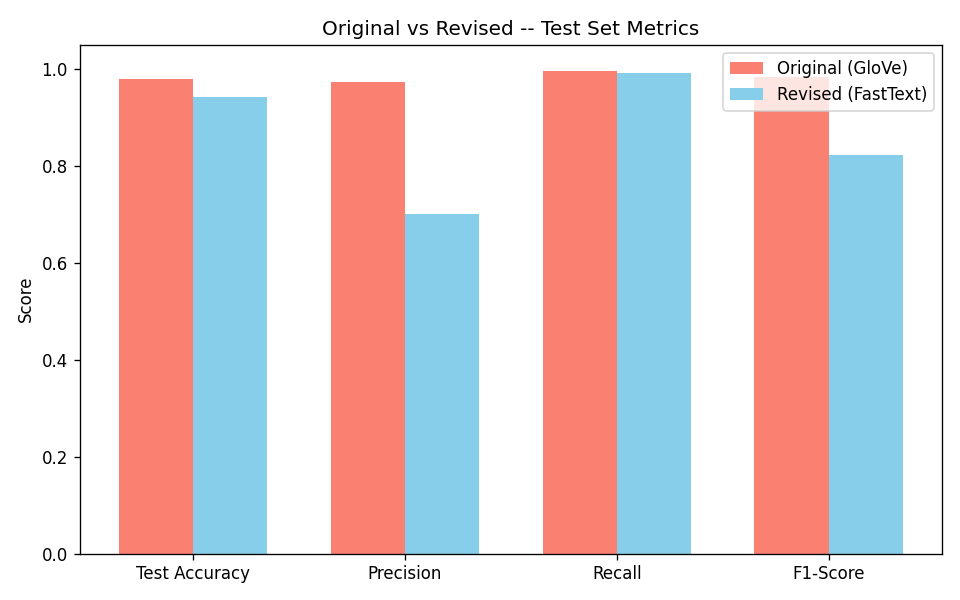 Original vs Revised -- Test Set Metrics
Original (GloVe)
Revised (FastText)
Score
1.0
0.8
0.6
0.4
0.2
0.0
Test Accuracy
Precision
Recall
F1-Score